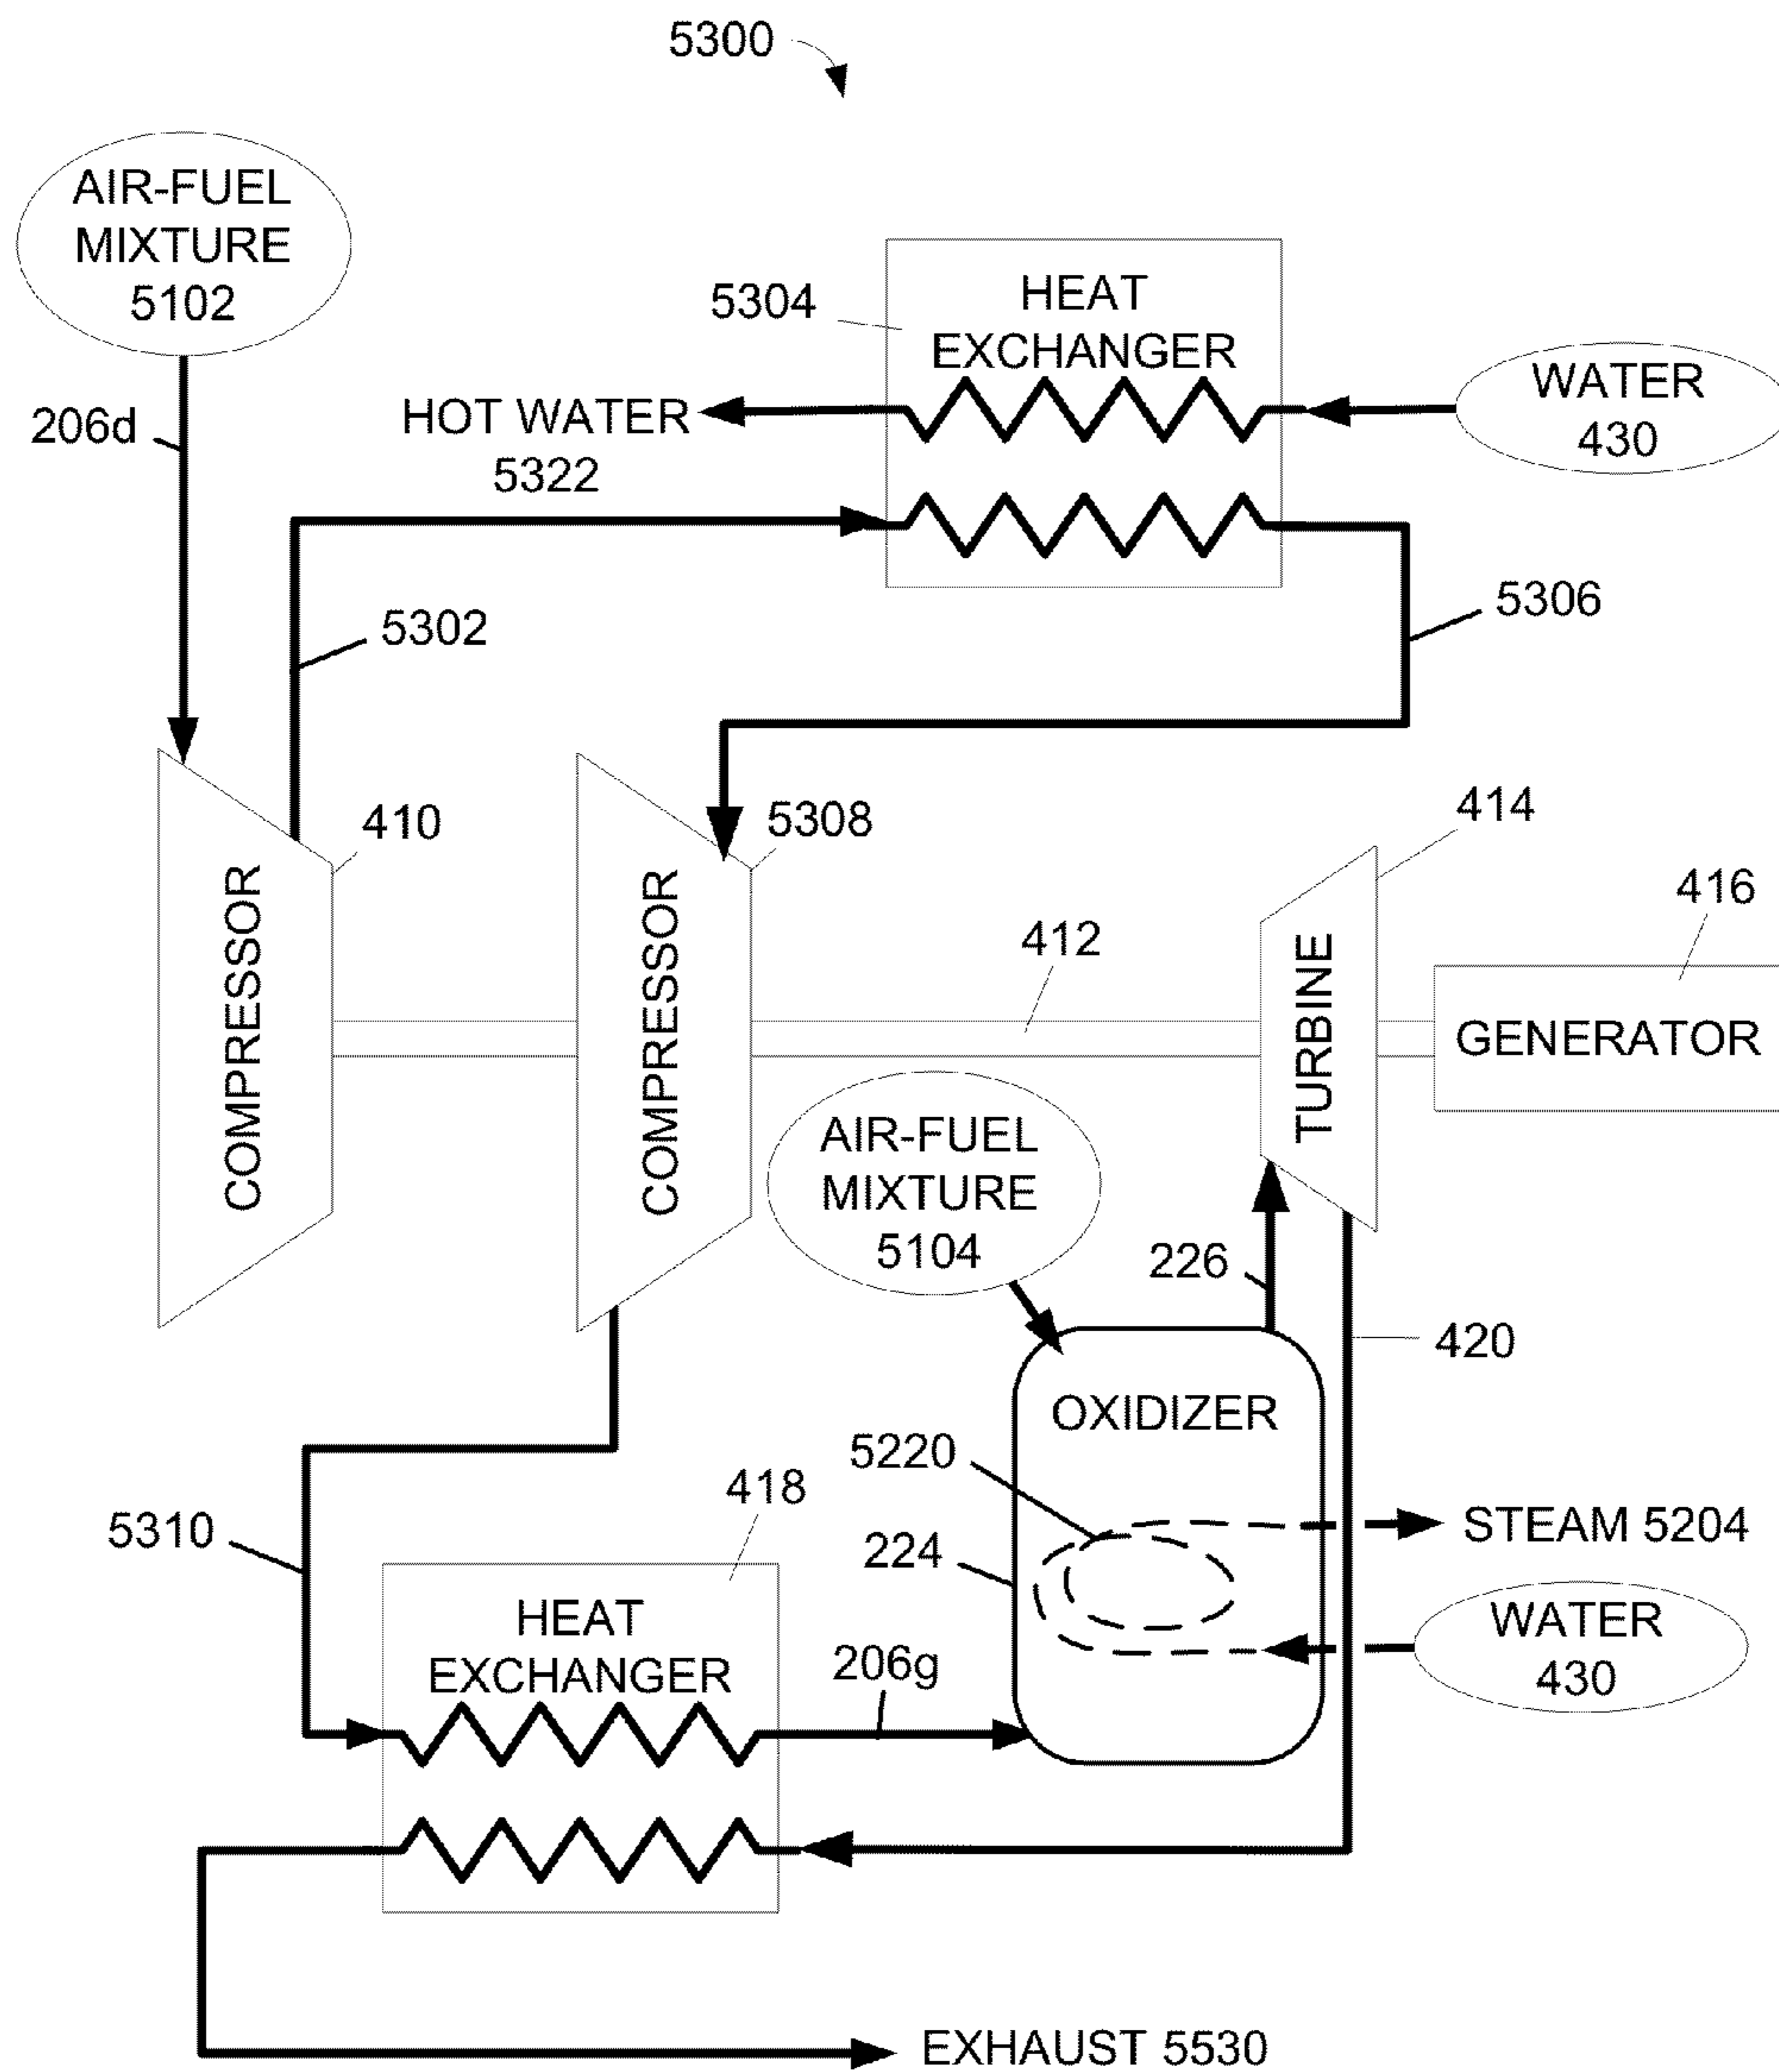 5300
AIR-FUEL
MIXTURE
5102
206d
5304
HEAT
EXCHANGER
HOT WATER
5322
WATER
430
5302
5306
410
5308
414
416
412
COMPRESSOR
COMPRESSOR
TURBINE
GENERATOR
AIR-FUEL
MIXTURE
5104
226
420
OXIDIZER
5220
224
STEAM 5204
WATER
430
5310
418
HEAT
EXCHANGER
206g
EXHAUST 5530